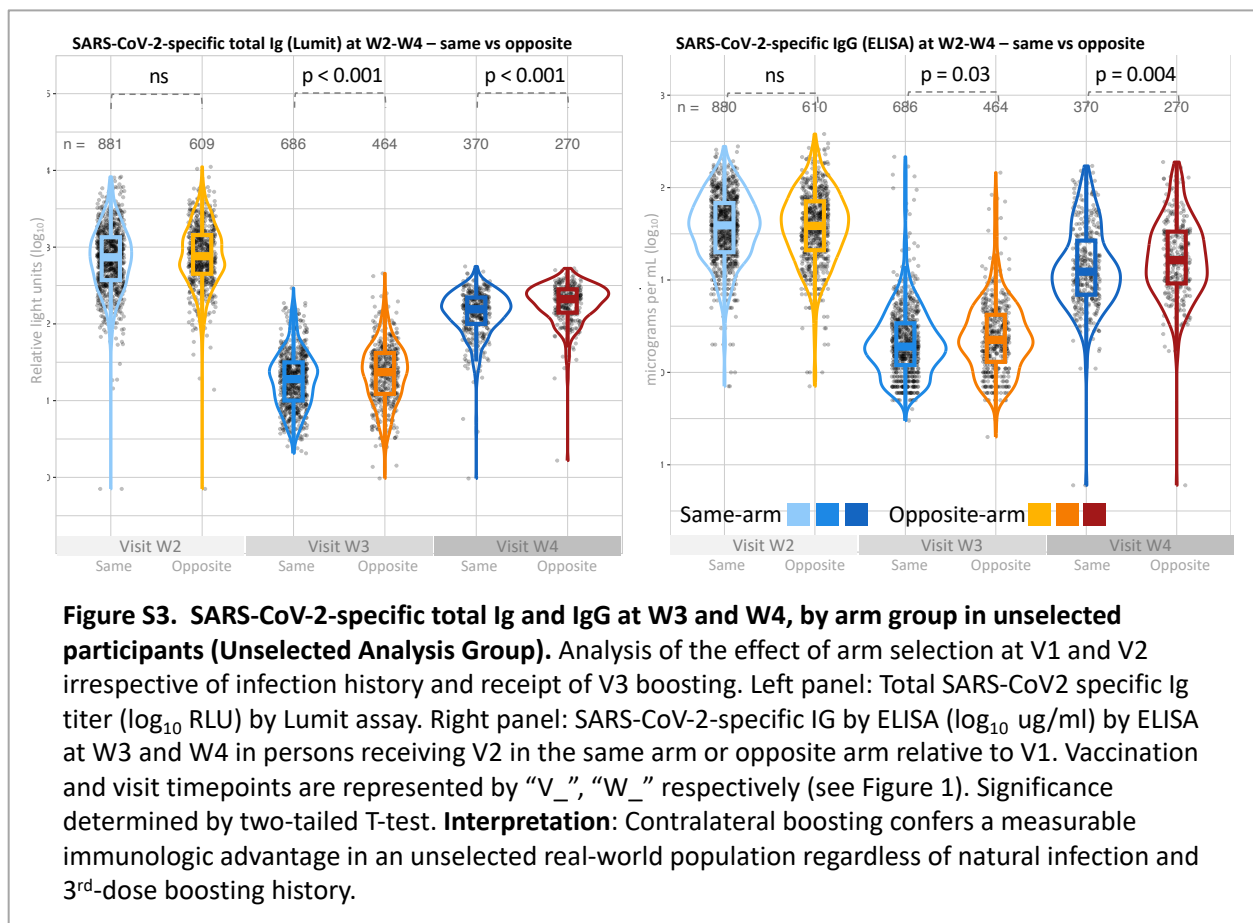 SARS-CoV-2-specific total Ig (Lumit) at W2-W4 – same vs opposite
ns
p < 0.001
p < 0.001
5
n =
881
609
686
464
370
270
4
3
2
1
0
Relative light units (log10)
Visit W2
Visit W3
Visit W4
Same
Opposite
Same
Opposite
Same
Opposite
SARS-CoV-2-specific IgG (ELISA) at W2-W4 – same vs opposite
ns
p = 0.03
p = 0.004
3
n =
880
610
686
464
370
270
2
1
0
1
micrograms per mL (log10)
Same-arm
Opposite-arm
Visit W2
Visit W3
Visit W4
Same
Opposite
Same
Opposite
Same
Opposite
Figure S3. SARS-CoV-2-specific total Ig and IgG at W3 and W4, by arm group in unselected
participants (Unselected Analysis Group). Analysis of the effect of arm selection at V1 and V2
irrespective of infection history and receipt of V3 boosting. Left panel: Total SARS-CoV2 specific Ig
titer (log10 RLU) by Lumit assay. Right panel: SARS-CoV-2-specific IG by ELISA (log10 ug/ml) by ELISA
at W3 and W4 in persons receiving V2 in the same arm or opposite arm relative to V1. Vaccination
and visit timepoints are represented by “V_”, “W_” respectively (see Figure 1). Significance
determined by two-tailed T-test. Interpretation: Contralateral boosting confers a measurable
immunologic advantage in an unselected real-world population regardless of natural infection and
3rd-dose boosting history.